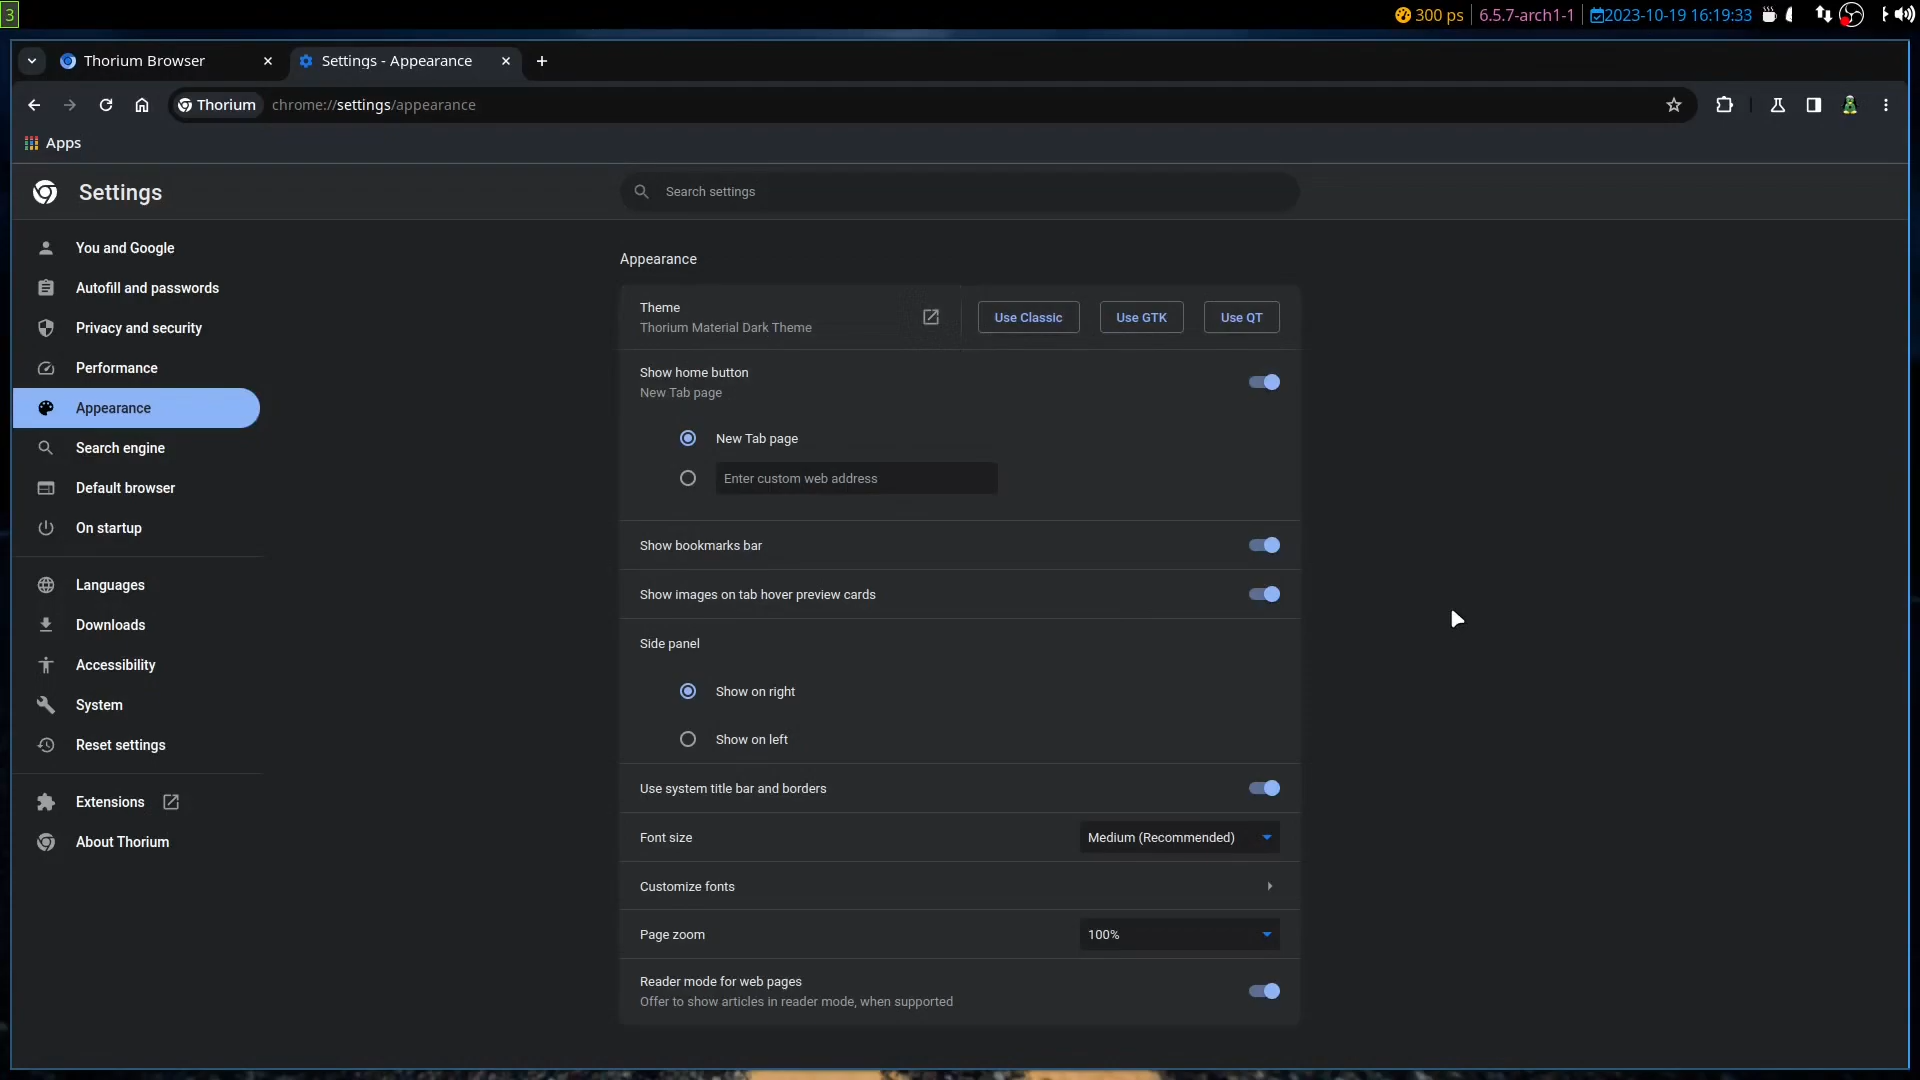 3
300 ps
6.5.7-arch1-1
2023-10-19 16:19:33
Thorium Browser
Settings - Appearance
Thorium
chrome://settings/appearance
Apps
Settings
Search settings
You and Google
Autofill and passwords
Privacy and security
Performance
Appearance
Search engine
Default browser
On startup
Languages
Downloads
Accessibility
System
Reset settings
Extensions
About Thorium
Appearance
Theme
Thorium Material Dark Theme
Use Classic
Use GTK
Use QT
Show home button
New Tab page
New Tab page
Enter custom web address
Show bookmarks bar
Show images on tab hover preview cards
Side panel
Show on right
Show on left
Use system title bar and borders
Font size
Medium (Recommended)
Customize fonts
Page zoom
100%
Reader mode for web pages
Offer to show articles in reader mode, when supported